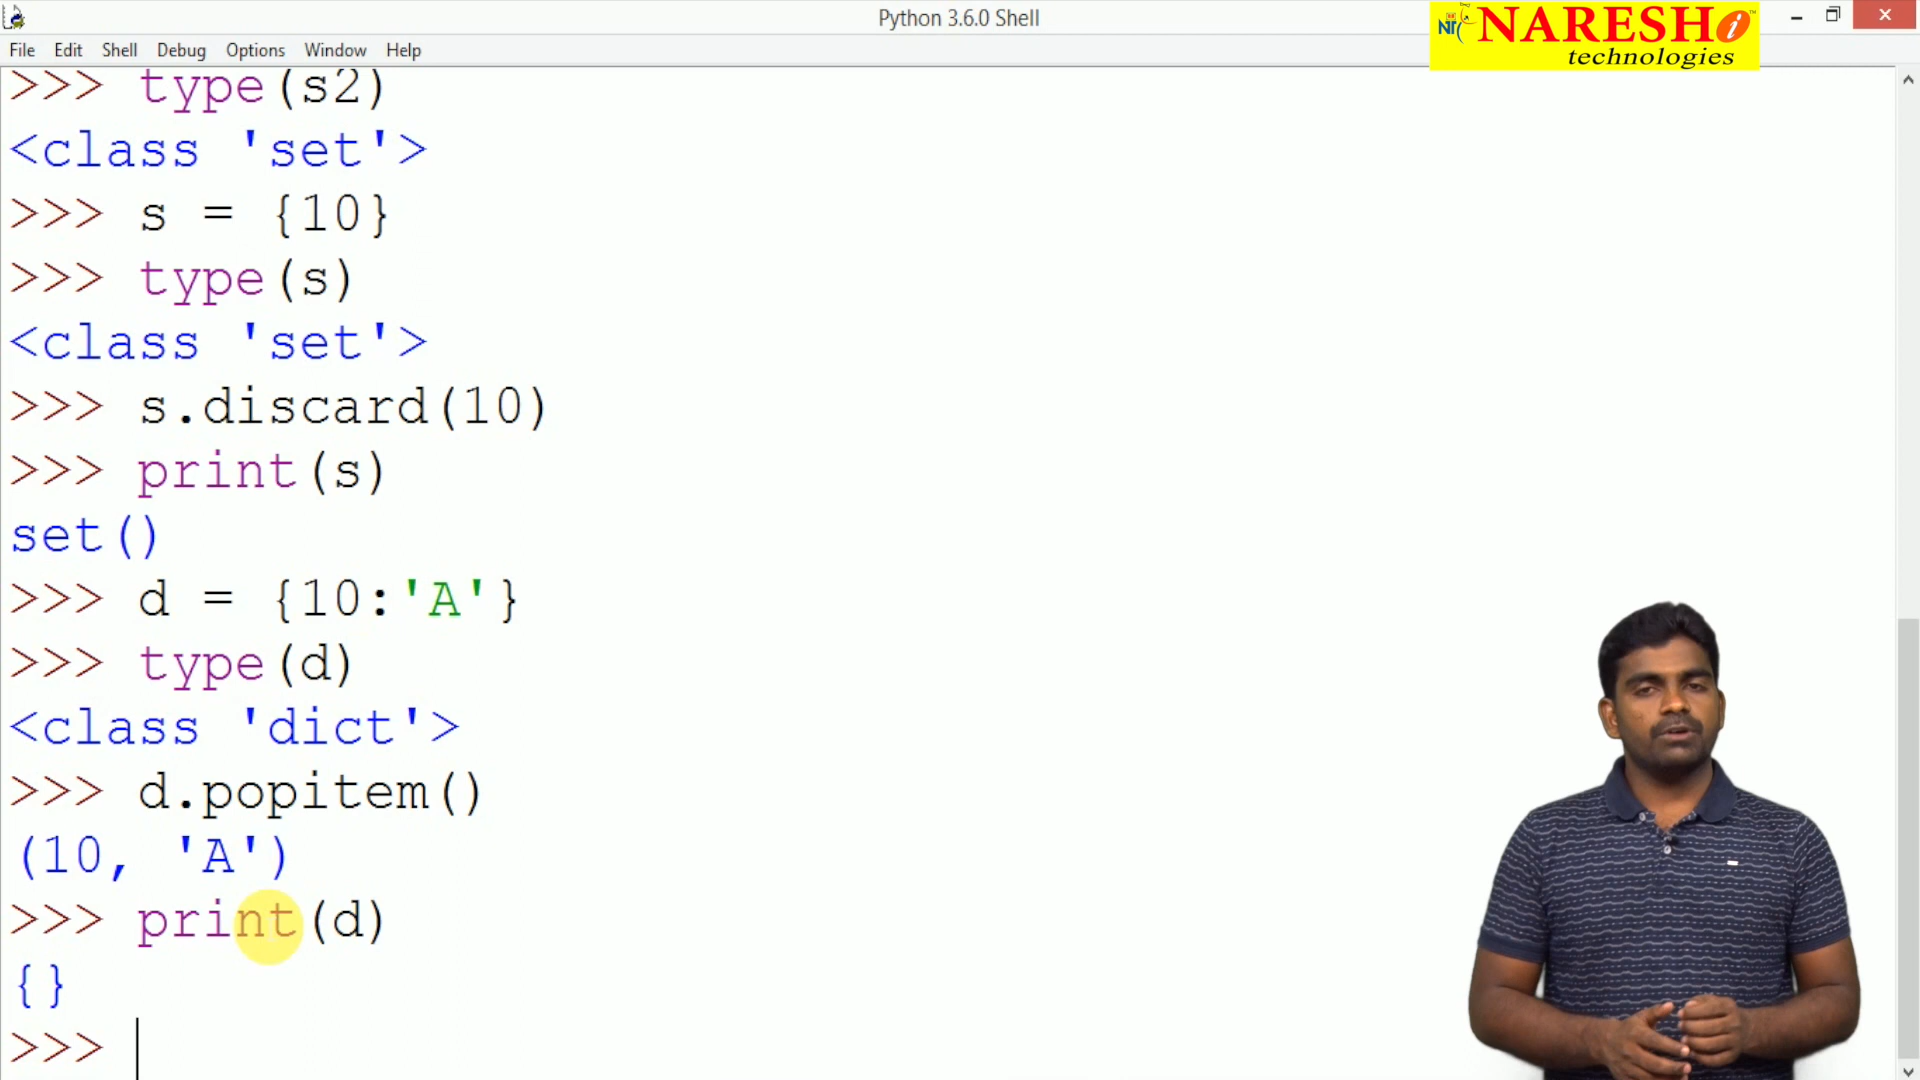 Python 3.6.0 Shell
NT NARESH i
technologies
File Edit Shell Debug Options Window Help
>>> type(s2)
<class 'set'>
>>> s = {10}
>>> type(s)
<class 'set'>
>>> s.discard(10)
>>> print(s)
set()
>>> d = {10:'A'}
>>> type(d)
<class 'dict'>
>>> d.popitem()
(10, 'A')
>>> print(d)
{}
>>>